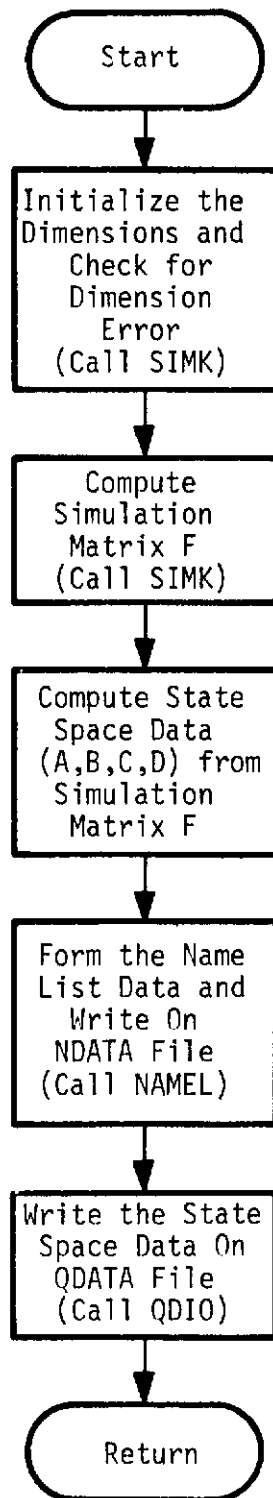 Start
Initialize the
Dimensions and
Check for
Dimension
Error
(Call SIMK)
Compute
Simulation
Matrix F
(Call SIMK)
Compute State
Space Data
(A,B,C,D) from
Simulation
Matrix F
Form the Name
List Data and
Write On
NDATA File
(Call NAMEL)
Write the State
Space Data On
QDATA File
(Call QDIO)
Return